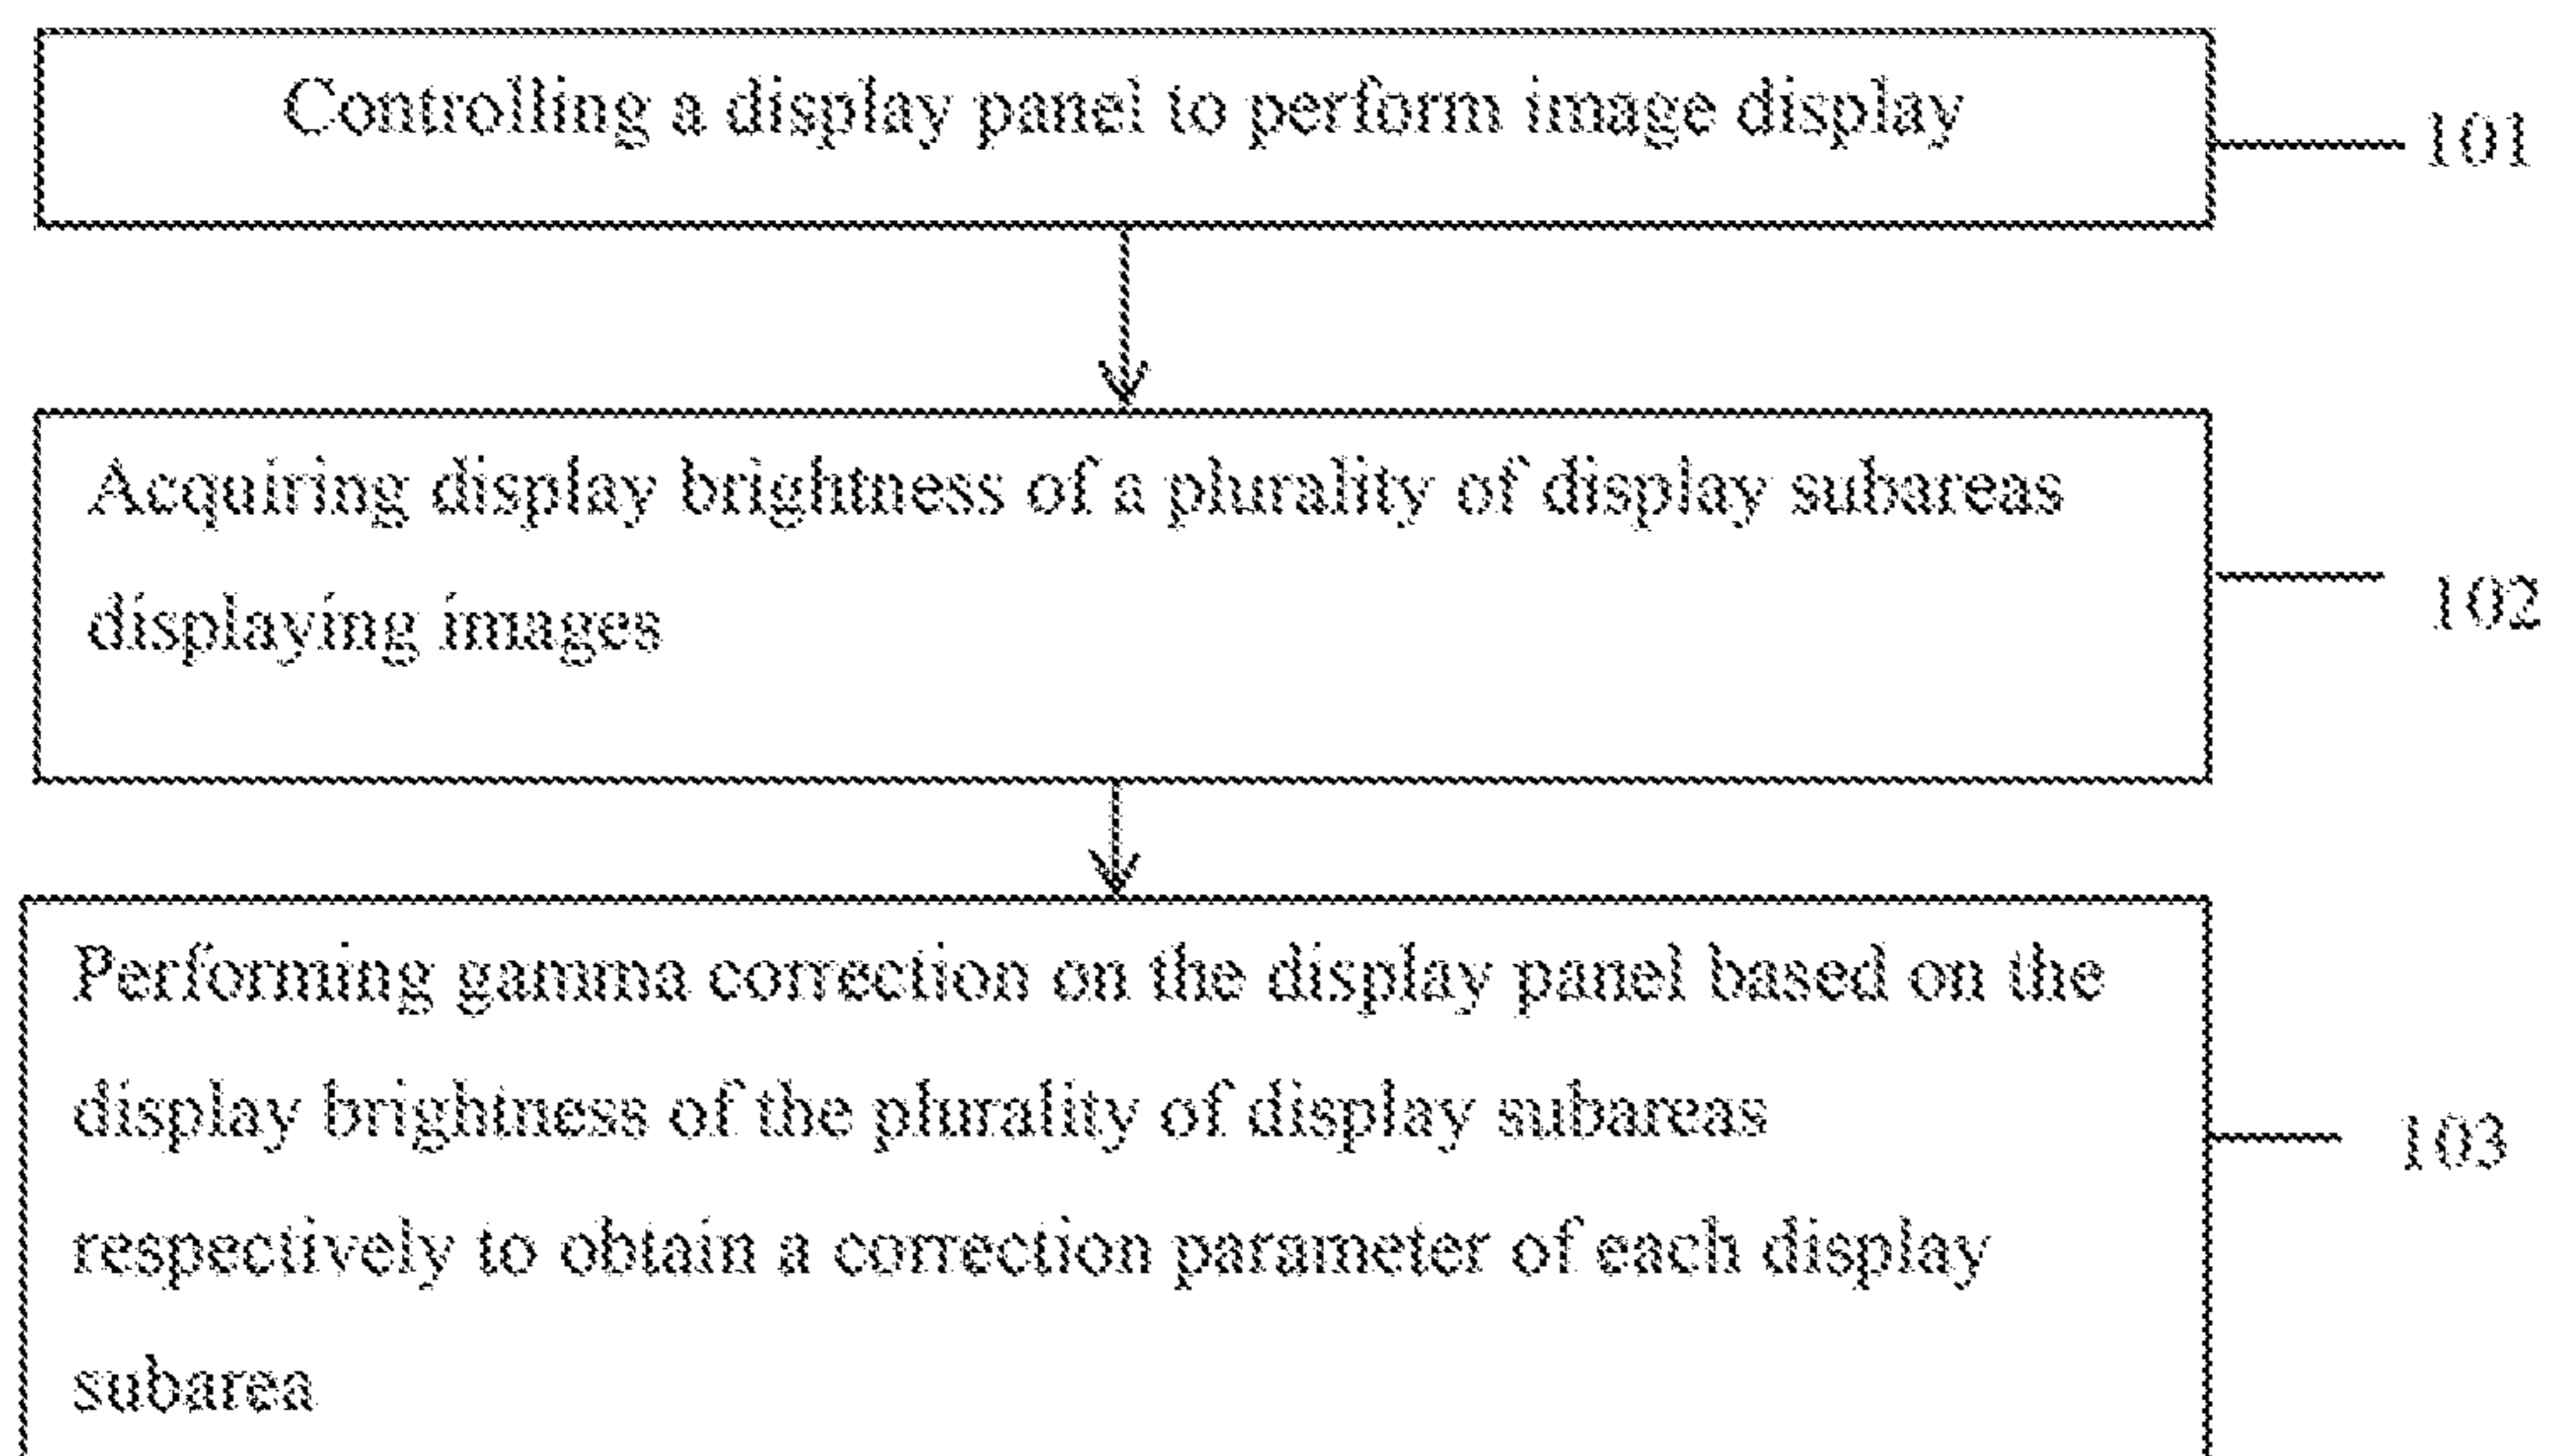 Controlling a display panel to perform image display
101
Acquiring display brightness of a plurality of display subareas
displaying images
102
Performing gamma correction on the display panel based on the
display brightness of the plurality of display subareas
103
respectively to obtain a correction parameter of each display
subarea